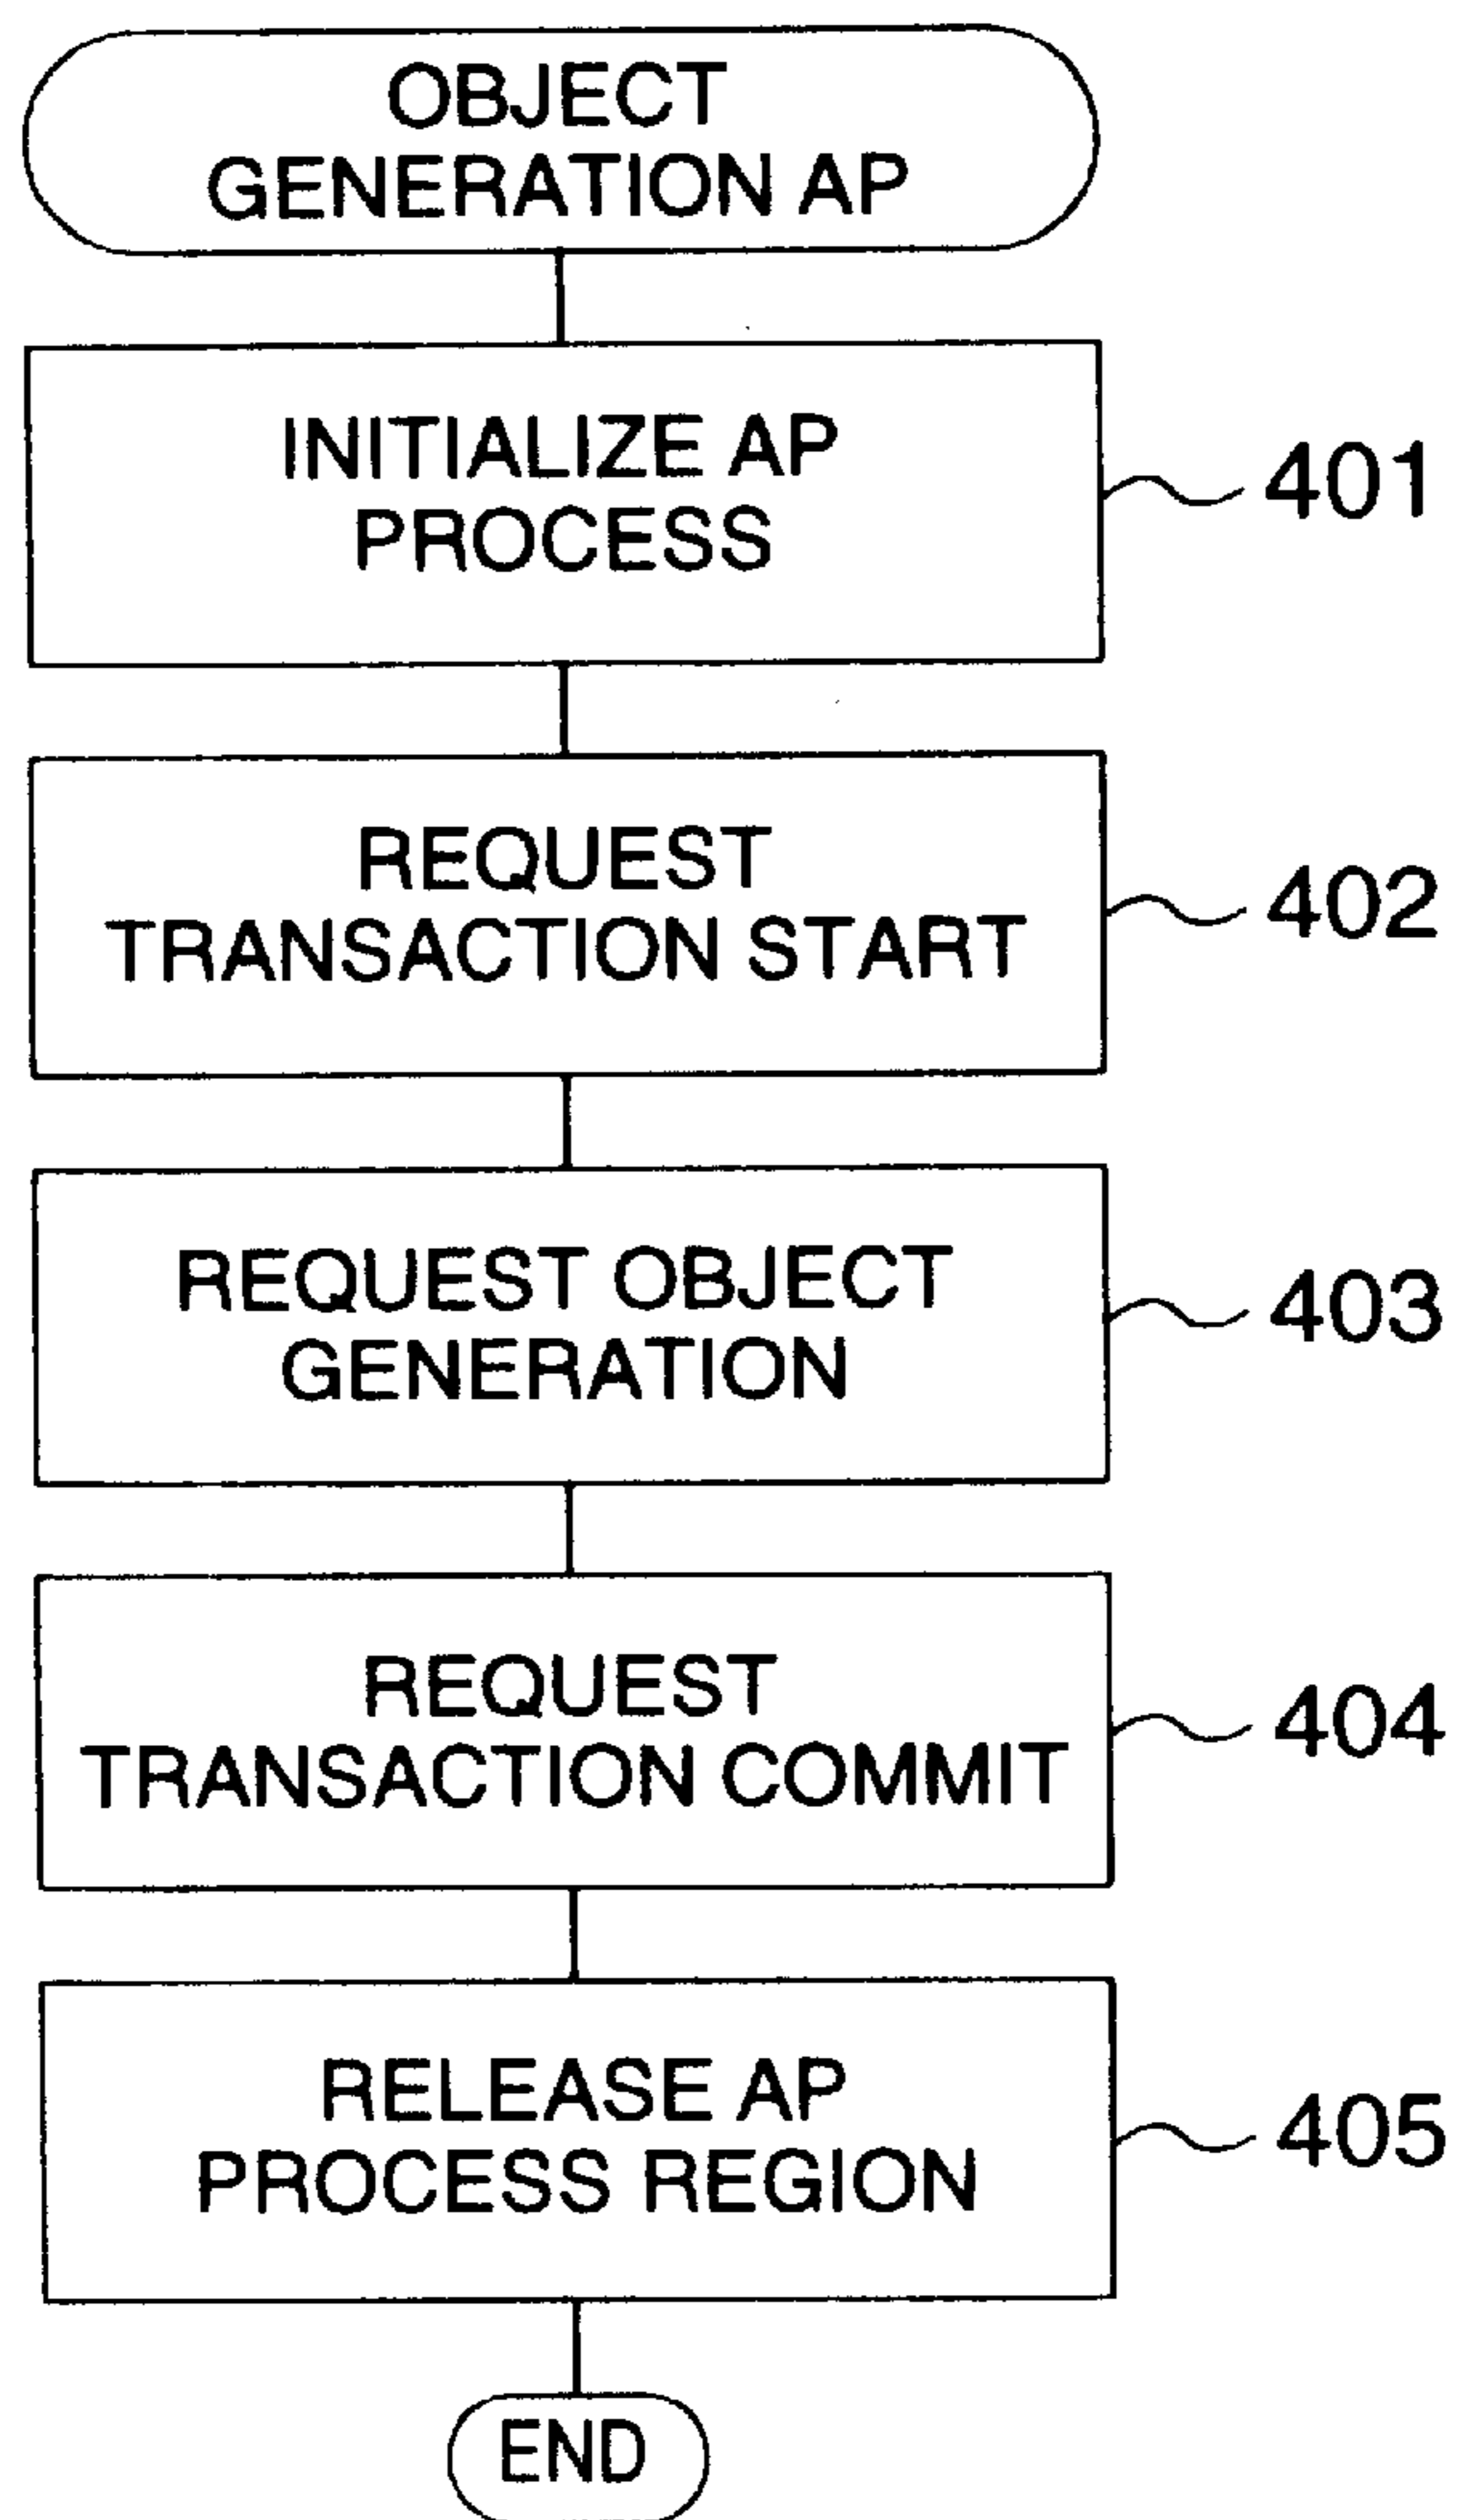 OBJECT
GENERATION AP
INITIALIZE AP
PROCESS
401
REQUEST
TRANSACTION START
402
REQUEST OBJECT
GENERATION
403
REQUEST
TRANSACTION COMMIT
404
RELEASE AP
PROCESS REGION
405
END